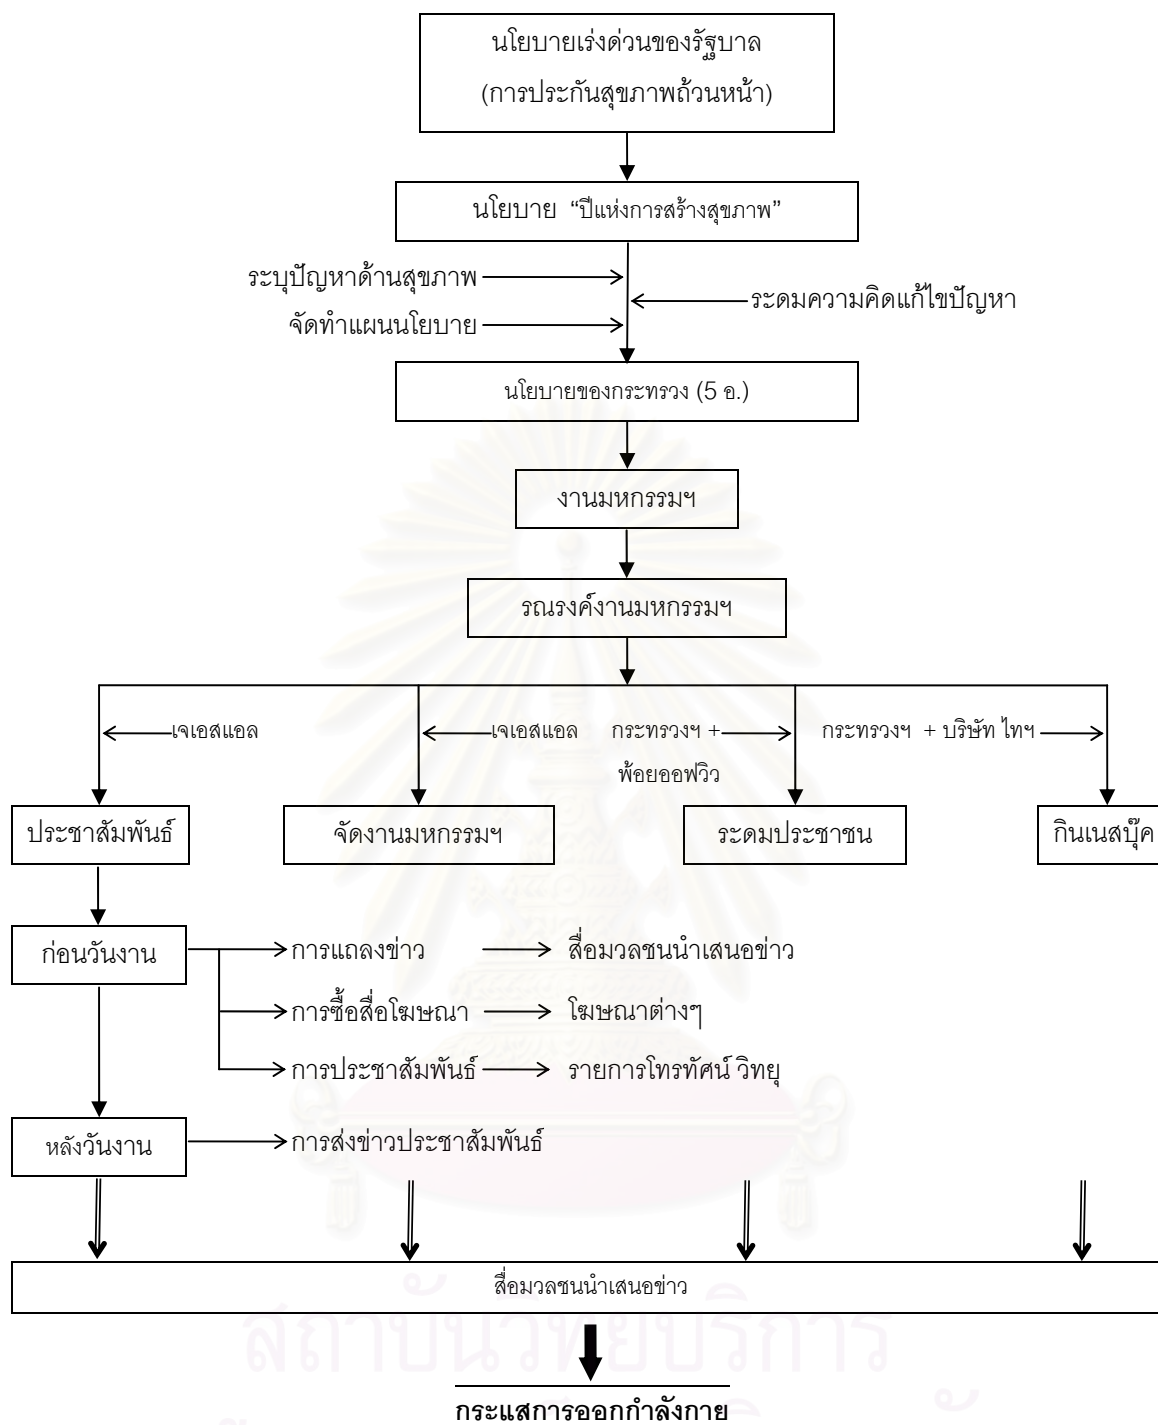 นโยบายเร่งด่วนของรัฐบาล
(การประกันสุขภาพถ้วนหน้า)
นโยบาย “ปีแห่งการสร้างสุขภาพ”
ระบุปัญหาด้านสุขภาพ
ระดมความคิดแก้ไขปัญหา
จัดทำแผนนโยบาย
นโยบายของกระทรวง (5 อ.)
งานมหกรรมฯ
รณรงค์งานมหกรรมฯ
เจเอสแอล
เจเอสแอล
กระทรวงฯ +
พ้อยออฟวิว
กระทรวงฯ + บริษัท ไทฯ
ประชาสัมพันธ์
จัดงานมหกรรมฯ
ระดมประชาชน
กินเนสบุ๊ค
ก่อนวันงาน
การแถลงข่าว
สื่อมวลชนนำเสนอข่าว
การซื้อสื่อโฆษณา
โฆษณาต่างๆ
การประชาสัมพันธ์
รายการโทรทัศน์ วิทยุ
หลังวันงาน
การส่งข่าวประชาสัมพันธ์
สื่อมวลชนนำเสนอข่าว
สถาบันวิทยบริการ
กระแสการออกกำลังกาย